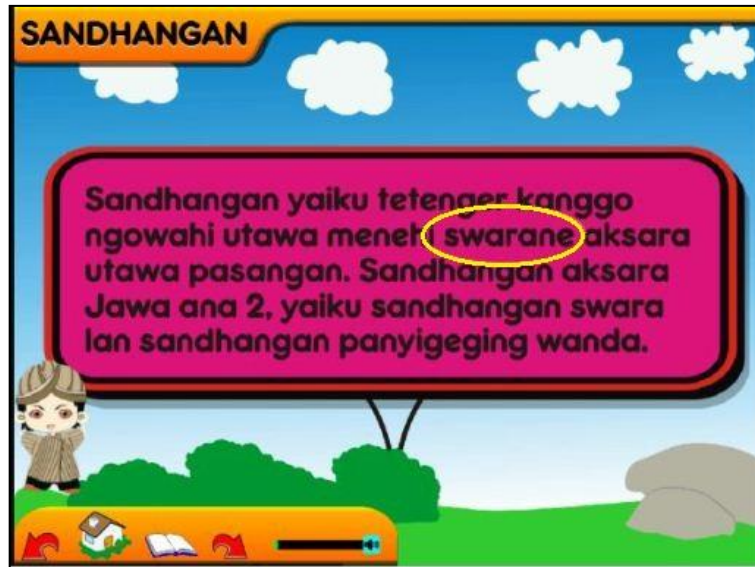 SANDHANGAN
Sandhangan yaiku tetenger kanggo
ngowahi utawa menehi swarane aksara
utawa pasangan. Sandhangan aksara
Jawa ana 2, yaiku sandhangan swara
lan sandhangan panyigeging wanda.